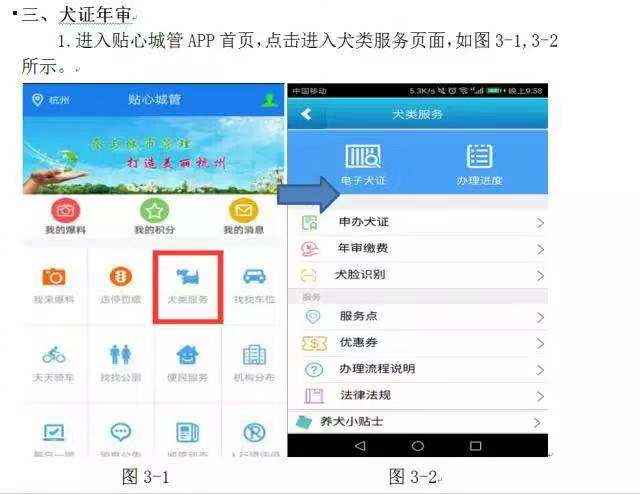 三、犬证年审
1.进入贴心城管APP首页,点击进入犬类服务页面,如图3-1,3-2
所示。
杭州
贴心城管
打造美丽杭州
我的爆料
我的积分
我的消息
我来爆料
违停罚缴
犬类服务
找找车位
天天骑车
找找公厕
便民服务
机构分布
图 3-1
中国移动
5.3K/s
晚上9:58
犬类服务
电子犬证
办理进度
申办犬证
年审缴费
犬脸识别
服务
服务点
优惠券
办理流程说明
法律法规
养犬小贴士
图 3-2